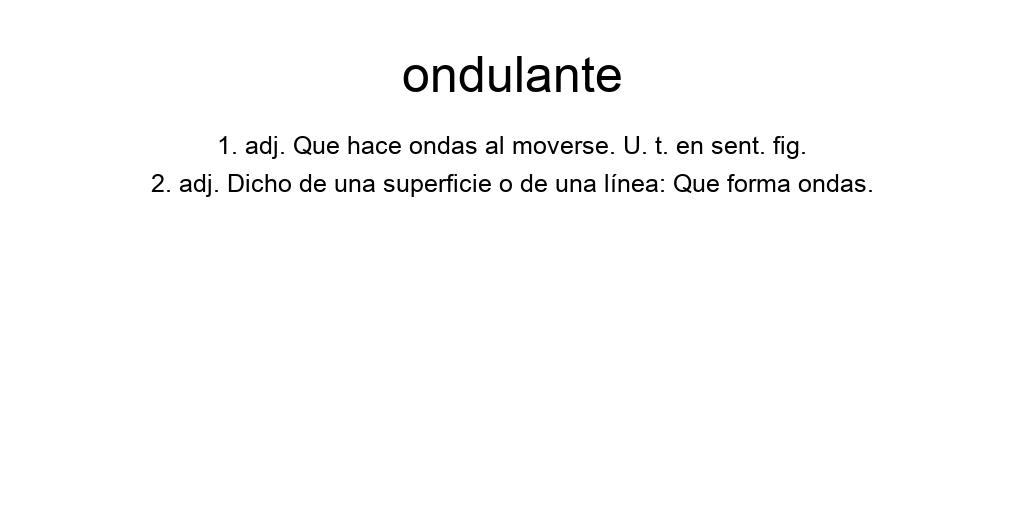 ondulante
1. adj. Que hace ondas al moverse. U. t. en sent. fig.
2. adj. Dicho de una superficie o de una línea: Que forma ondas.